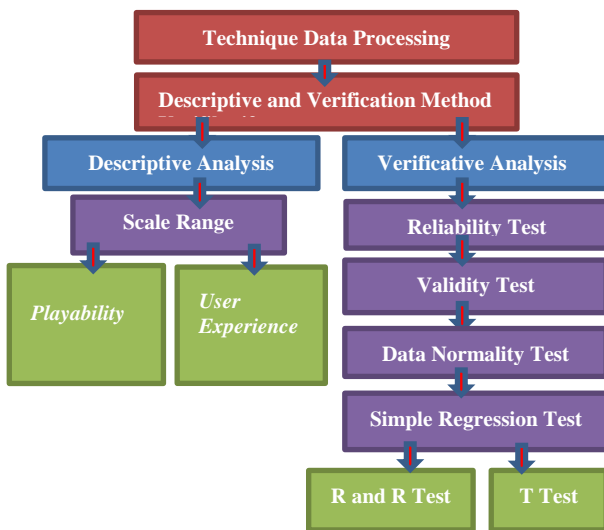 Technique Data Processing
Descriptive and Verification Method
Descriptive Analysis
Verificative Analysis
Scale Range
Reliability Test
Playability
User
Experience
Validity Test
Data Normality Test
Simple Regression Test
R and R Test
T Test